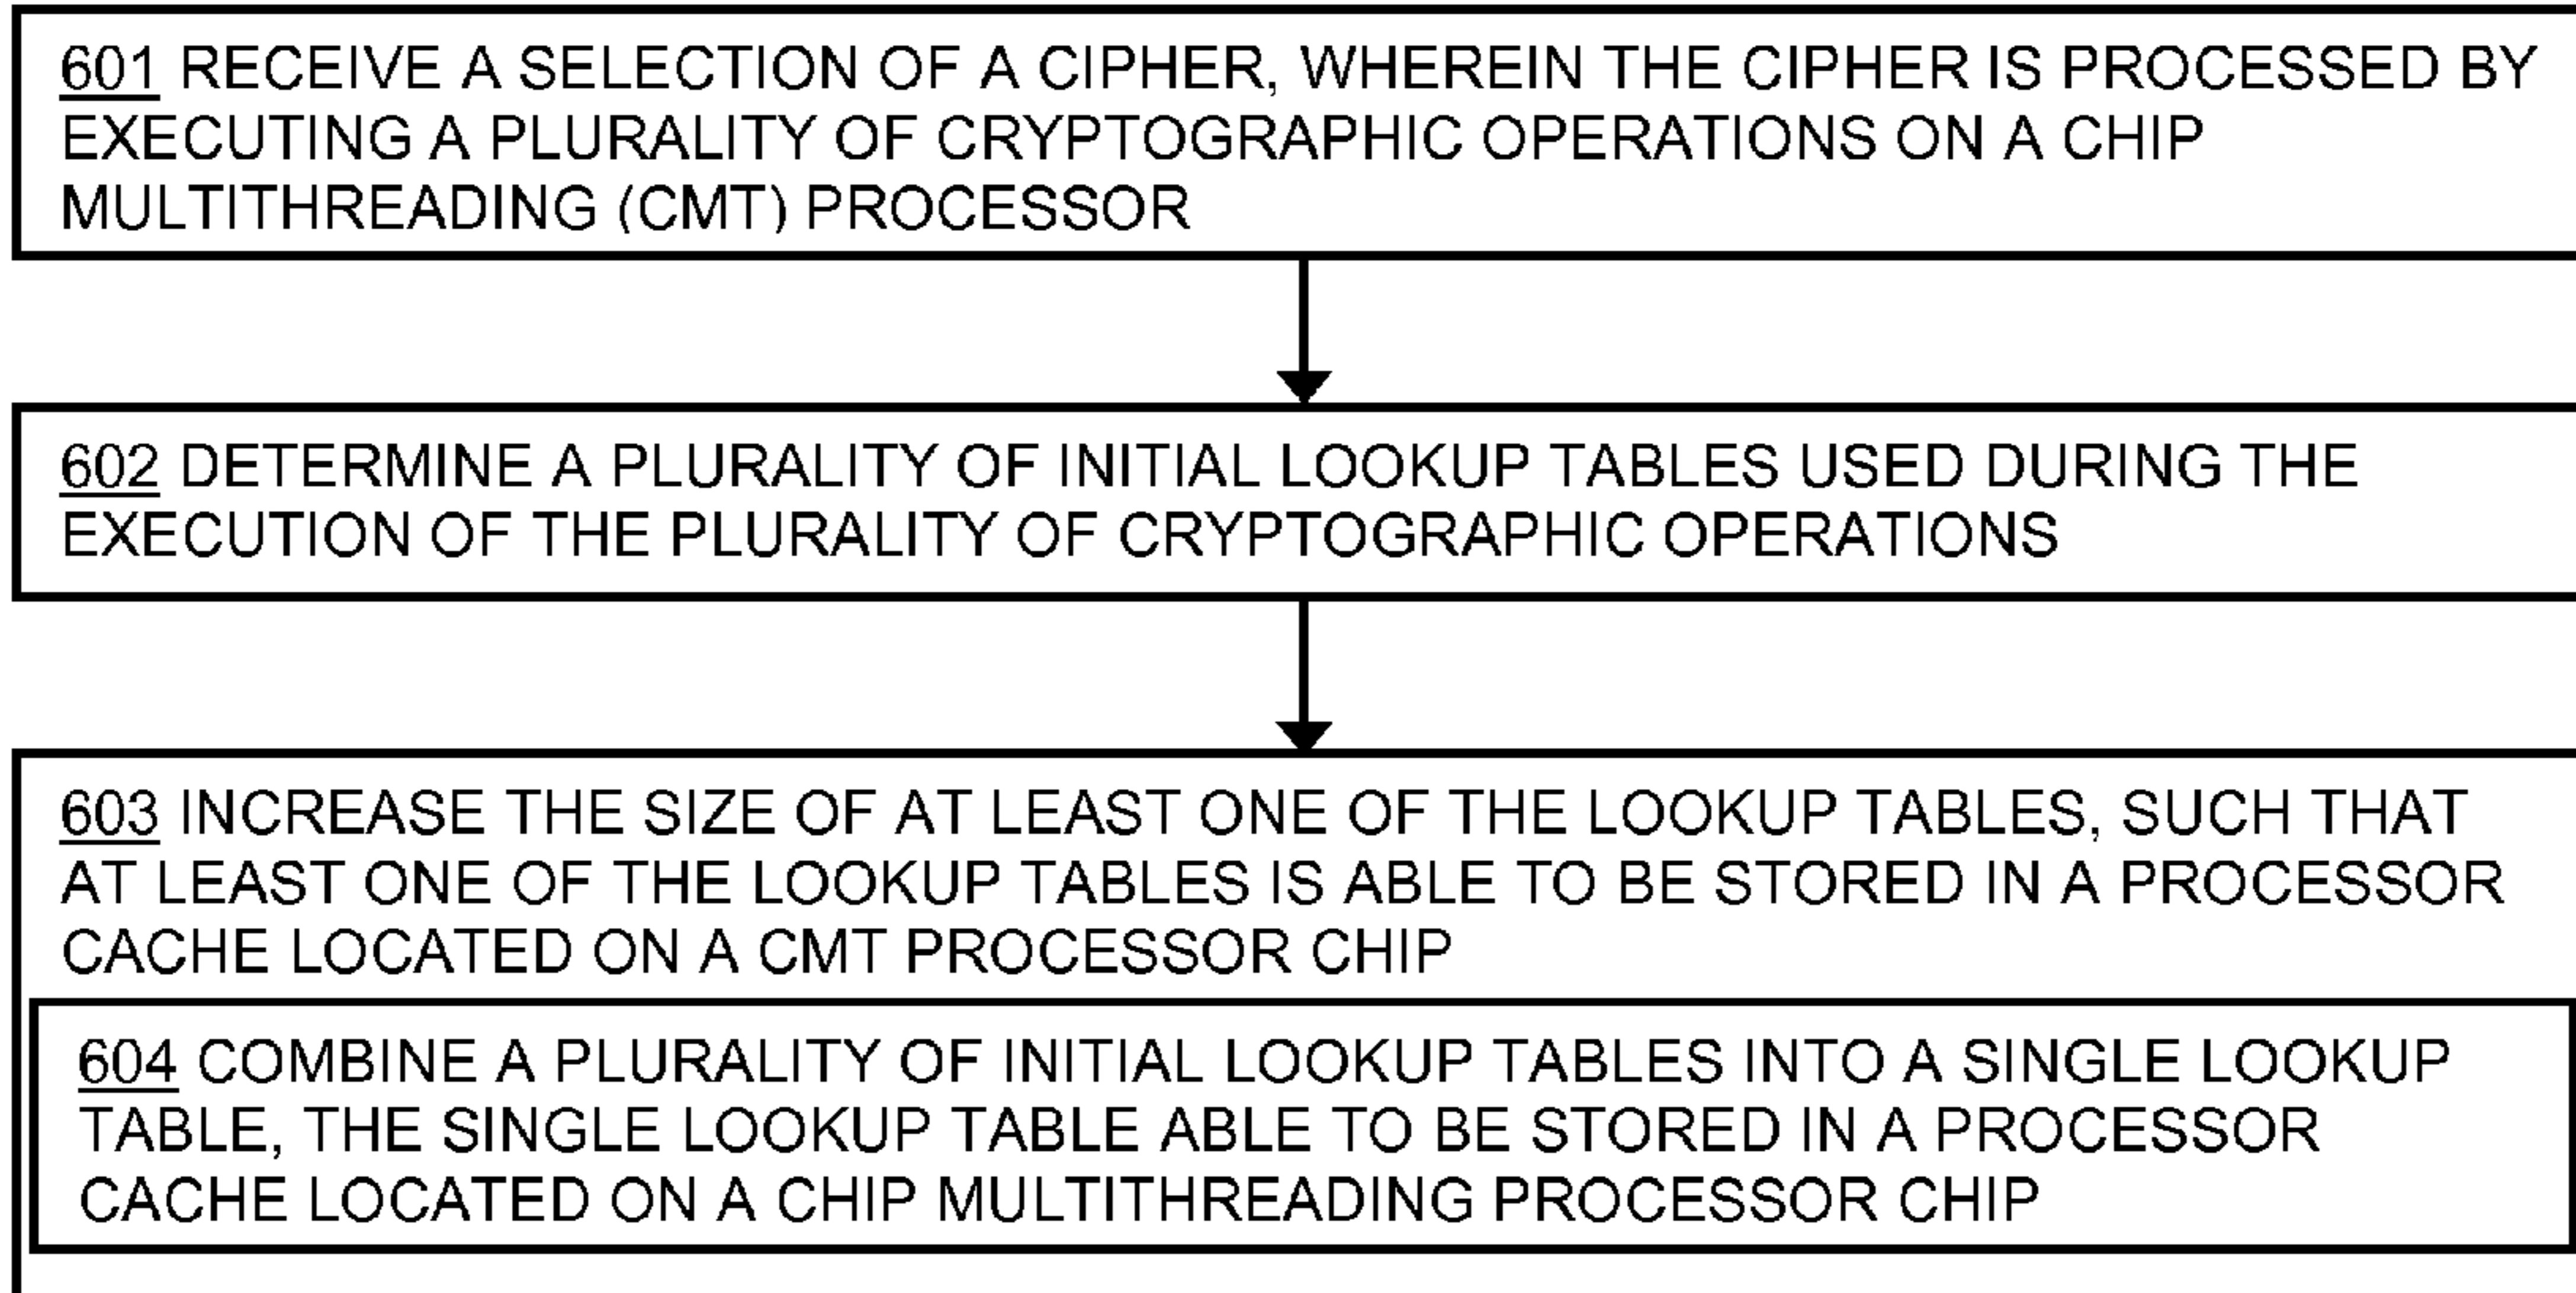 601 RECEIVE A SELECTION OF A CIPHER, WHEREIN THE CIPHER IS PROCESSED BY
EXECUTING A PLURALITY OF CRYPTOGRAPHIC OPERATIONS ON A CHIP
MULTITHREADING (CMT) PROCESSOR
602 DETERMINE A PLURALITY OF INITIAL LOOKUP TABLES USED DURING THE
EXECUTION OF THE PLURALITY OF CRYPTOGRAPHIC OPERATIONS
603 INCREASE THE SIZE OF AT LEAST ONE OF THE LOOKUP TABLES, SUCH THAT
AT LEAST ONE OF THE LOOKUP TABLES IS ABLE TO BE STORED IN A PROCESSOR
CACHE LOCATED ON A CMT PROCESSOR CHIP
604 COMBINE A PLURALITY OF INITIAL LOOKUP TABLES INTO A SINGLE LOOKUP
TABLE, THE SINGLE LOOKUP TABLE ABLE TO BE STORED IN A PROCESSOR
CACHE LOCATED ON A CHIP MULTITHREADING PROCESSOR CHIP